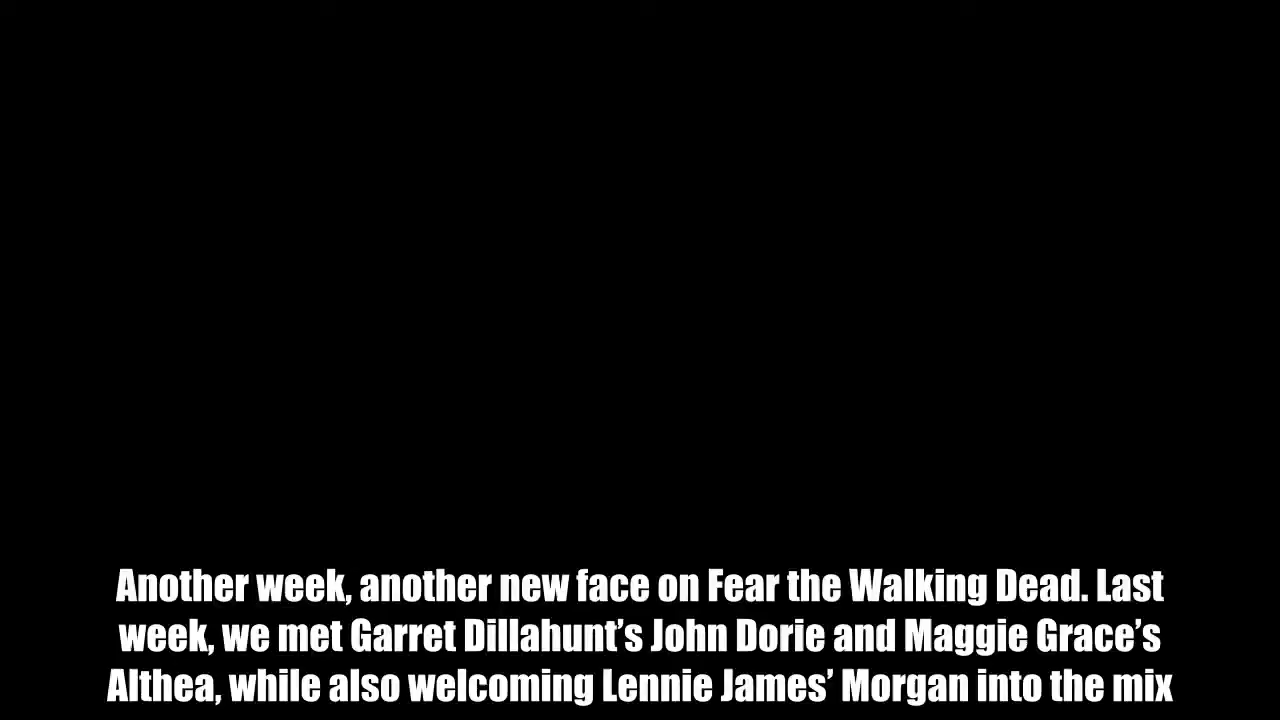 Another week, another new face on Fear the Walking Dead. Last
week, we met Garret Dillahunt’s John Dorie and Maggie Grace’s
Althea, while also welcoming Lennie James’ Morgan into the mix